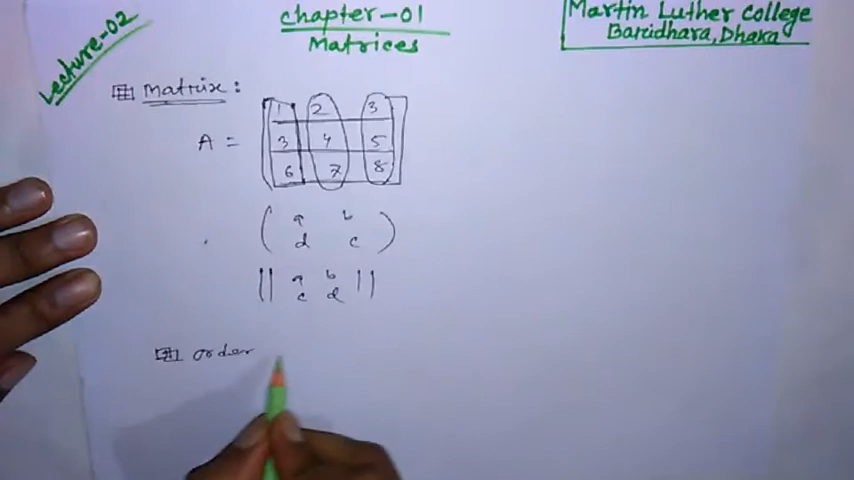 Lecture-02
chapter-01
Matrices
Martin Luther College
Baridhara, Dhaka
Matrix:
A =
1 2 3
3 4 5
6 7 8
( a b
d c )
|| a b
c d ||
order